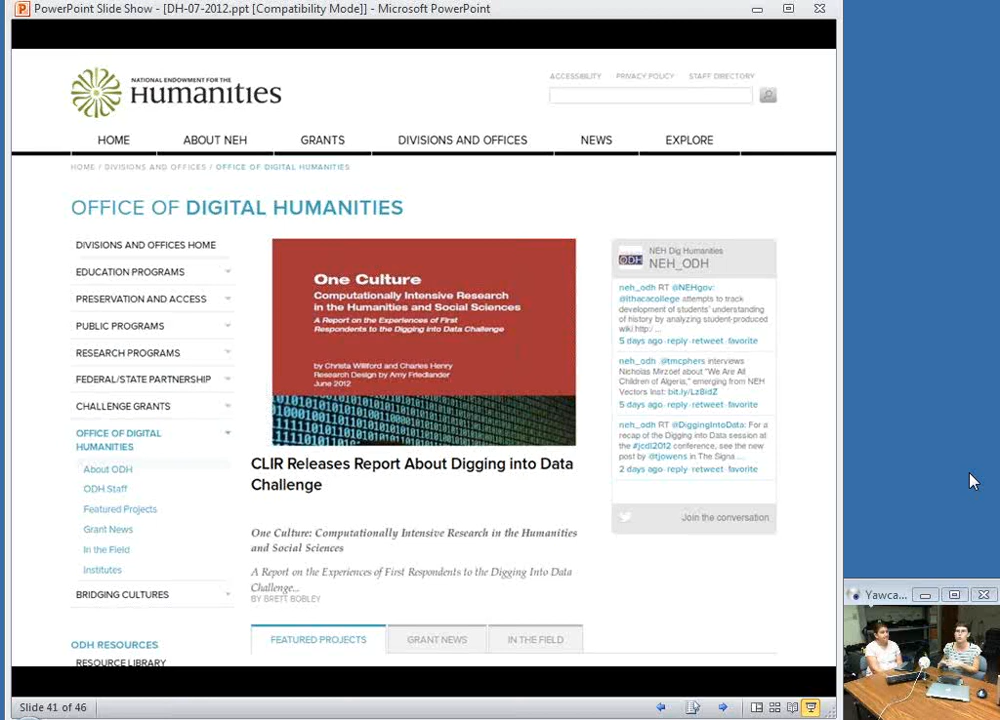 PowerPoint Slide Show - [DH-07-2012.ppt [Compatibility Mode]] - Microsoft PowerPoint
NATIONAL ENDOWMENT FOR THE
Humanities
ACCESSIBILITY PRIVACY POLICY STAFF DIRECTORY
HOME ABOUT NEH GRANTS DIVISIONS AND OFFICES NEWS EXPLORE
HOME / DIVISIONS AND OFFICES / OFFICE OF DIGITAL HUMANITIES
OFFICE OF DIGITAL HUMANITIES
DIVISIONS AND OFFICES HOME
EDUCATION PROGRAMS
PRESERVATION AND ACCESS
PUBLIC PROGRAMS
RESEARCH PROGRAMS
FEDERAL/STATE PARTNERSHIP
CHALLENGE GRANTS
OFFICE OF DIGITAL
HUMANITIES
About ODH
ODH Staff
Featured Projects
Grant News
In the Field
Institutes
BRIDGING CULTURES
ODH RESOURCES
RESOURCE LIBRARY
One Culture
Computationally Intensive Research
in the Humanities and Social Sciences
A Report on the Experiences of First
Respondents to the Digging into Data Challenge
by Christa Williford and Charles Henry
Research Design by Amy Friedlander
June 2012
CLIR Releases Report About Digging into Data
Challenge
One Culture: Computationally Intensive Research in the Humanities
and Social Sciences
A Report on the Experiences of First Respondents to the Digging Into Data
Challenge...
BY BRETT BOBLEY
FEATURED PROJECTS GRANT NEWS IN THE FIELD
ODH
NEH Dig Humanities
NEH_ODH
neh_odh RT @NEHgov:
@ithacacollege attempts to track
development of students' understanding
of history by analyzing student-produced
wiki http:/ ...
5 days ago · reply · retweet · favorite
neh_odh @tmcphers interviews
Nicholas Mirzoet about "We Are All
Children of Algeria," emerging from NEH
Vectors Inst: bit.ly/Lz8idZ
5 days ago · reply · retweet · favorite
neh_odh RT @DiggingIntoData: For a
recap of the Digging into Data session at
the #jcdl2012 conference, see the new
post by @tjowens in The Signa ...
2 days ago · reply · retweet · favorite
Join the conversation
Yawca...
Slide 41 of 46